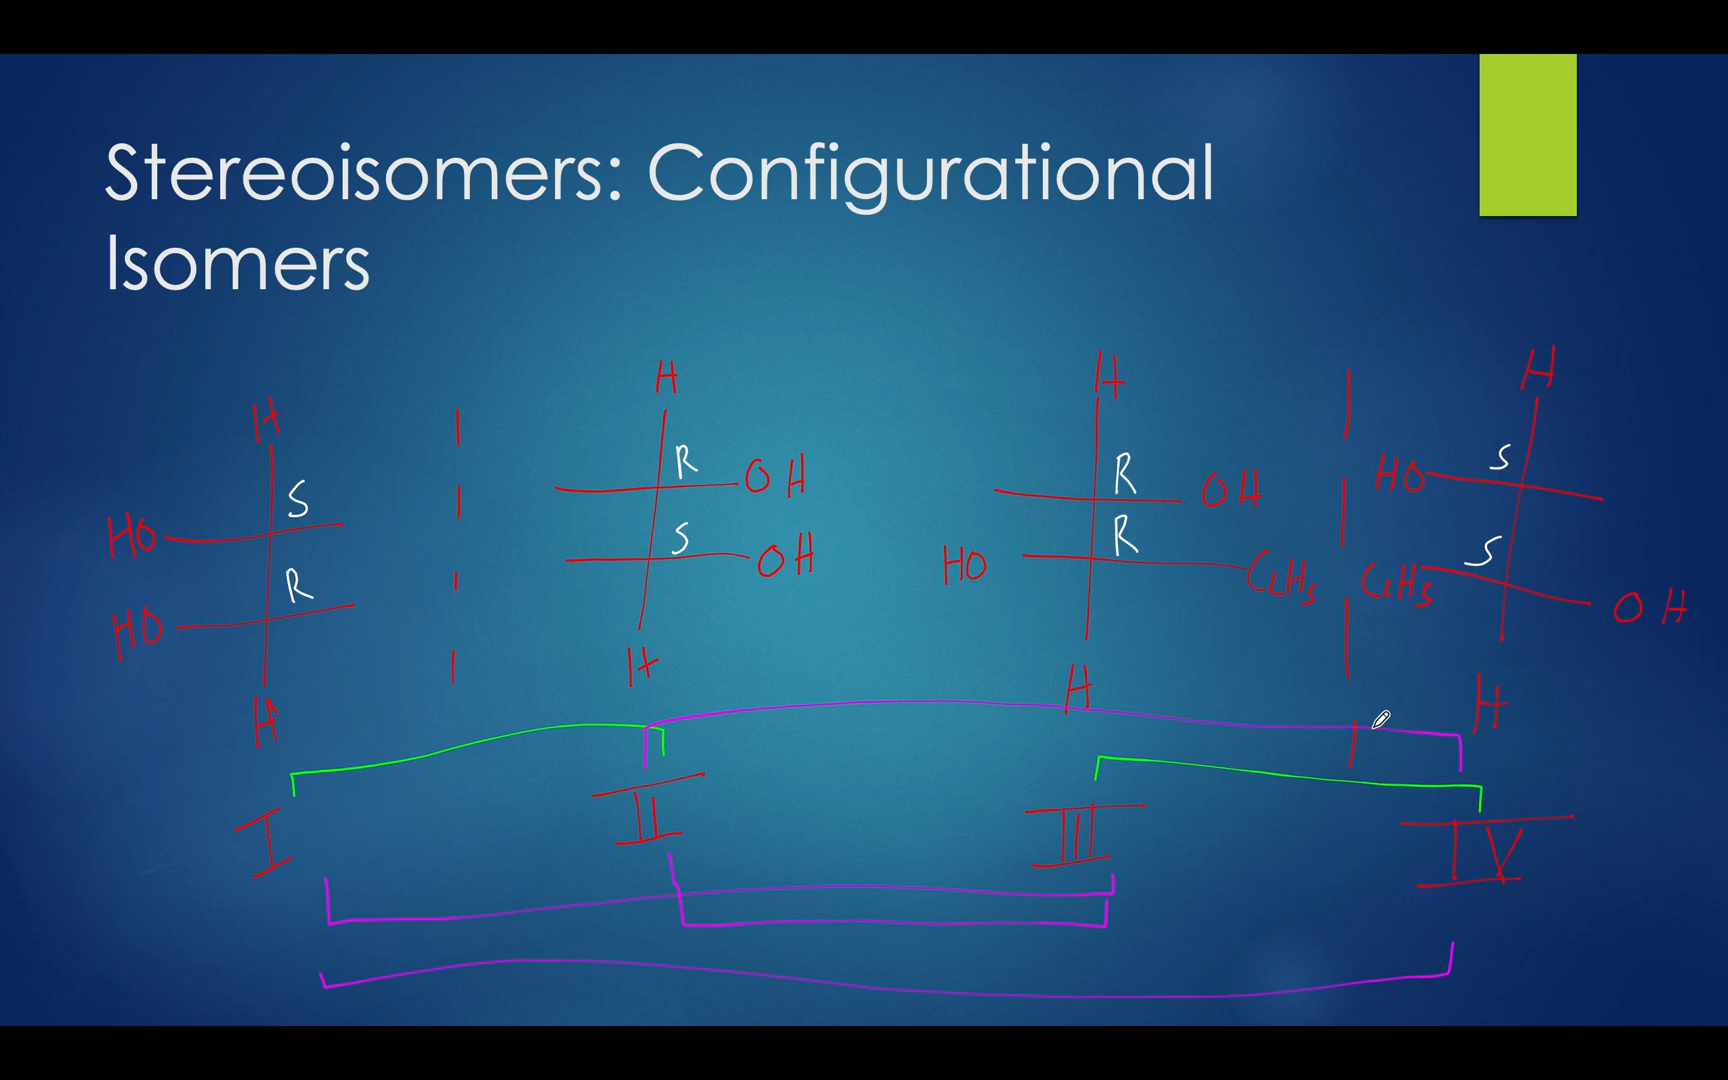 Stereoisomers: Configurational
Isomers
H
H
H
H
HO
S
R
OH
R
OH
HO
S
HO
R
S
OH
HO
R
C6H5
C6H5
S
OH
H
H
H
H
I
II
III
IV